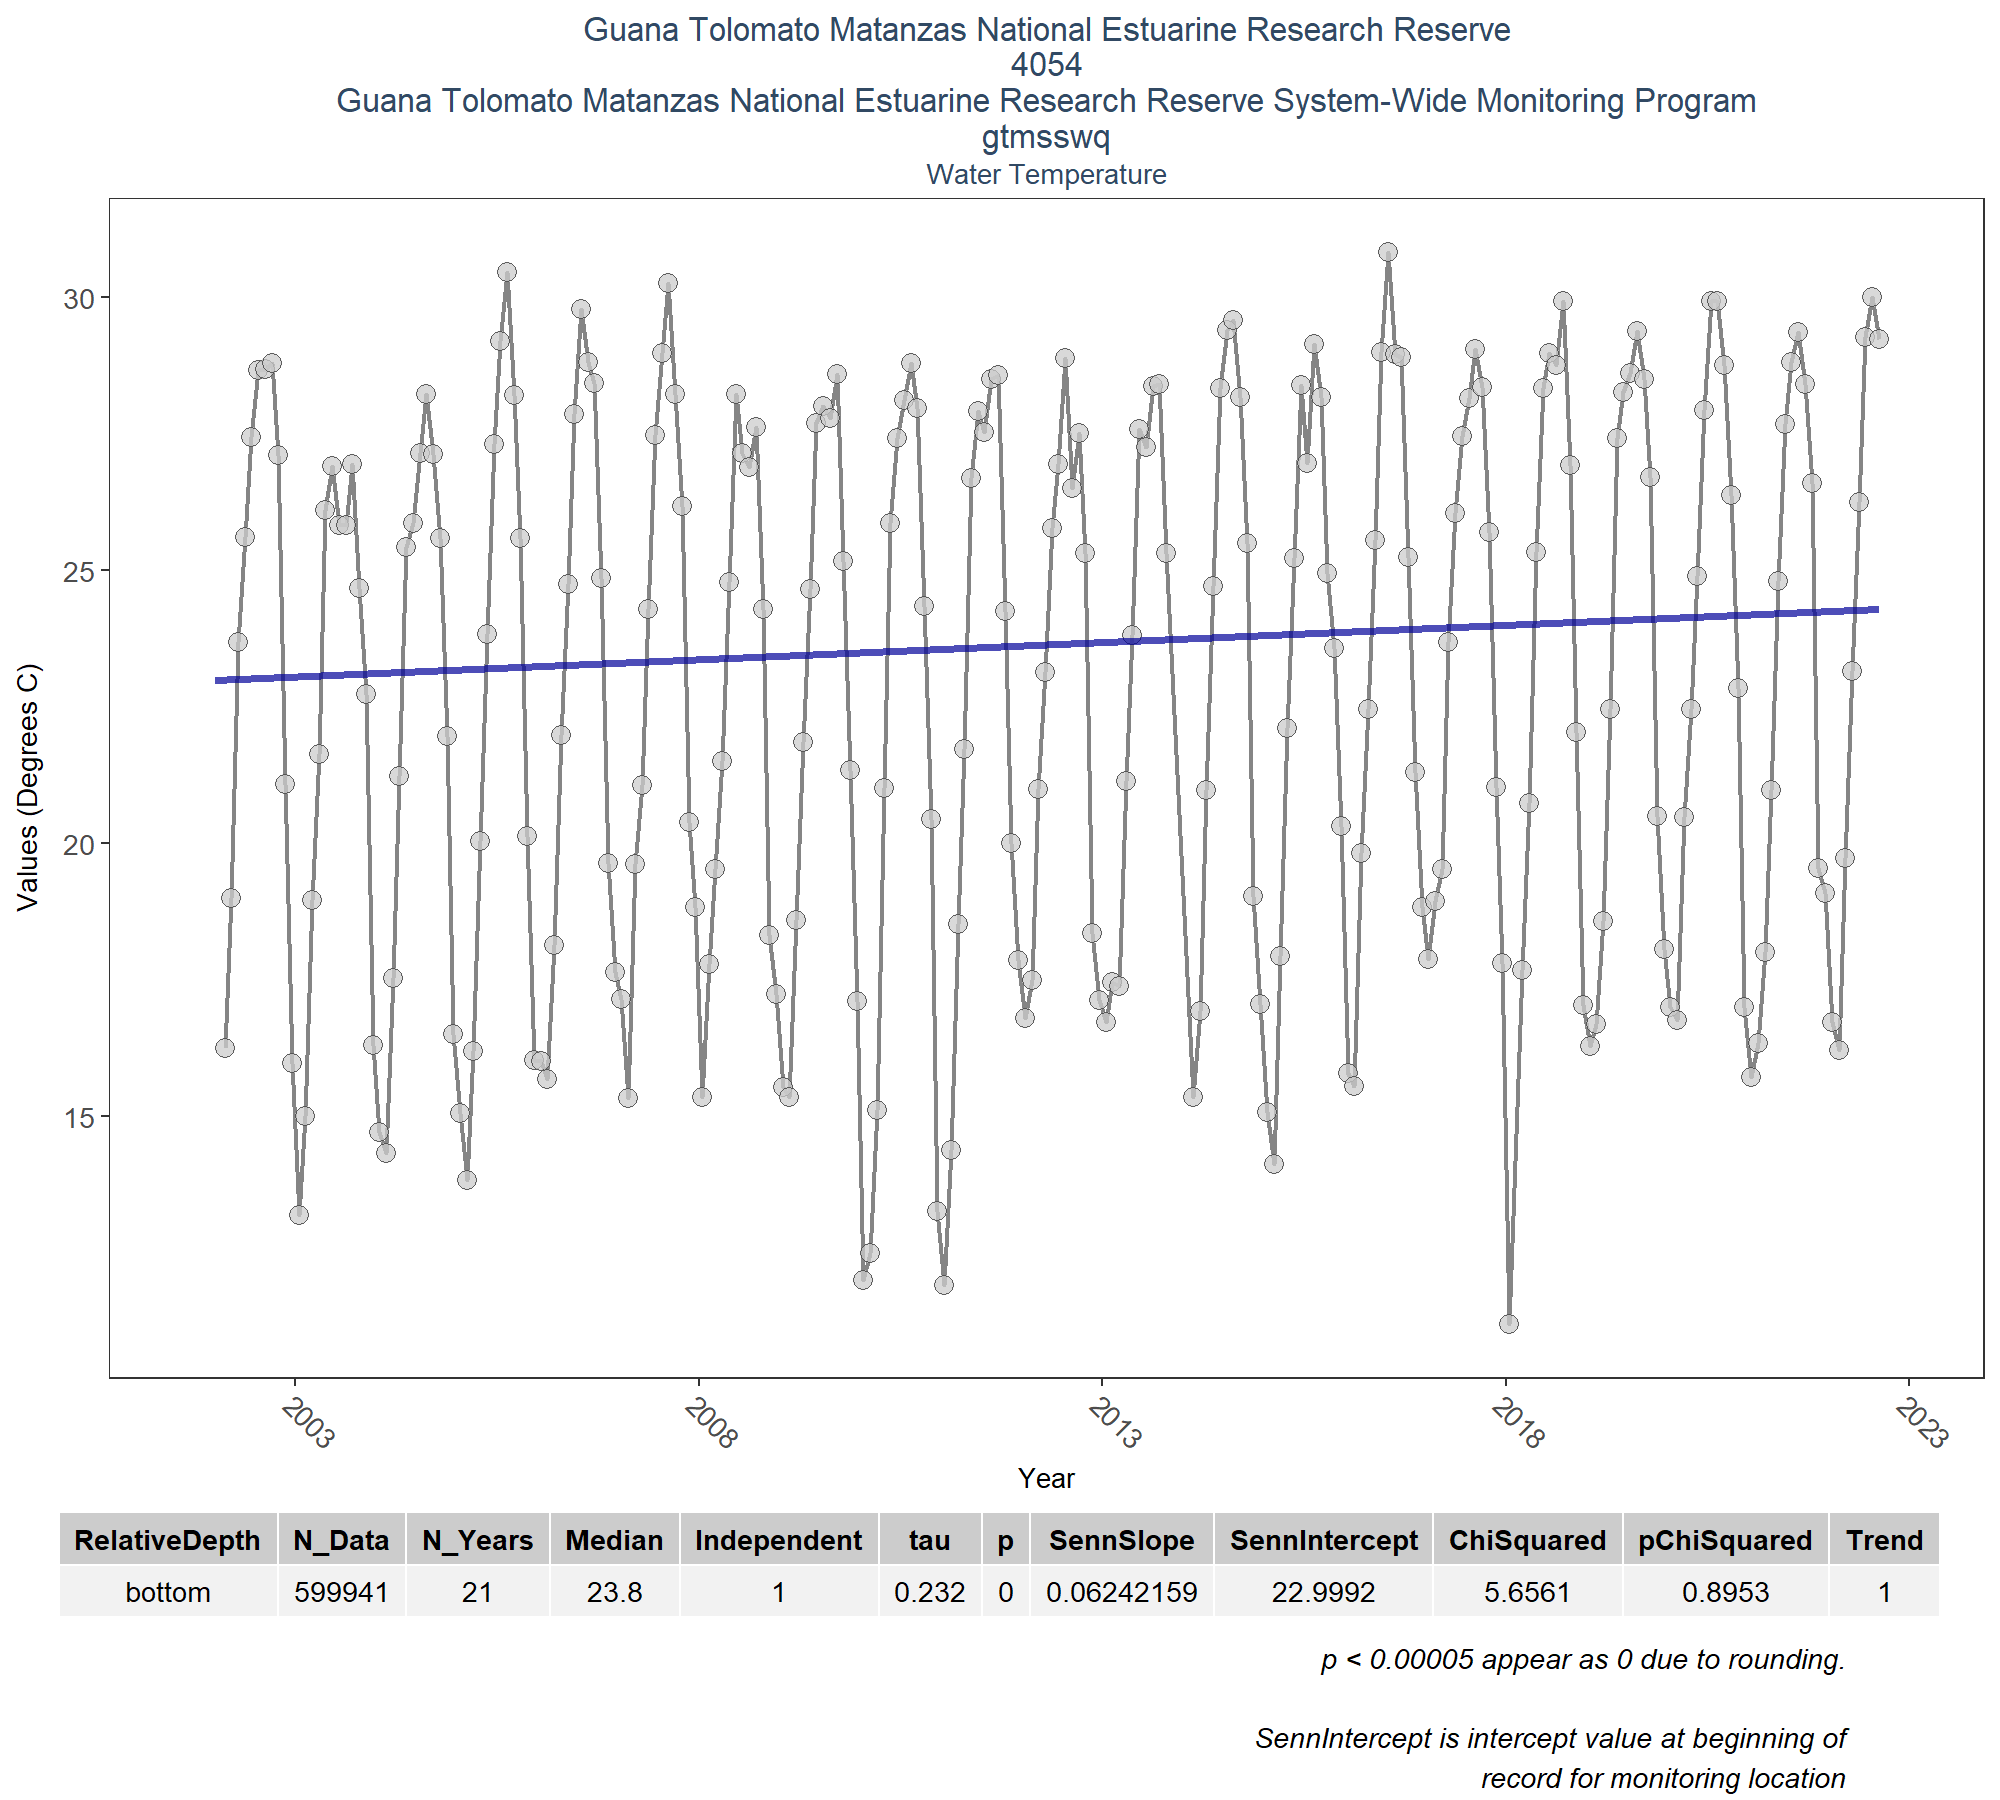 Guana Tolomato Matanzas National Estuarine Research Reserve
4054
Guana Tolomato Matanzas National Estuarine Research Reserve System-Wide Monitoring Program
gtmsswq
Water Temperature
Values (Degrees C)
30
25
20
15
2003 2008 2013 2018 2023
Year
RelativeDepth N_Data N_Years Median Independent tau p SennSlope SennIntercept ChiSquared pChiSquared Trend
bottom 599941 21 23.8 1 0.232 0 0.06242159 22.9992 5.6561 0.8953 1
p < 0.00005 appear as 0 due to rounding.
SennIntercept is intercept value at beginning of
record for monitoring location